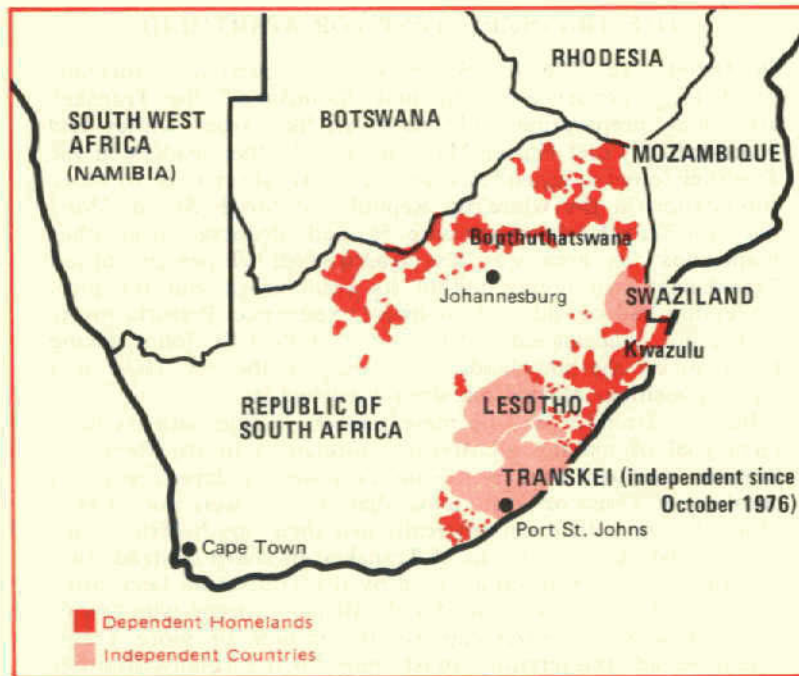 RHODESIA
SOUTH WEST
AFRICA
(NAMIBIA)
BOTSWANA
MOZAMBIQUE
Bopthuthatswana
Johannesburg
SWAZILAND
Kwazulu
REPUBLIC OF
SOUTH AFRICA
LESOTHO
TRANSKEI (independent since
October 1976)
Port St. Johns
Cape Town
Dependent Homelands
Independent Countries